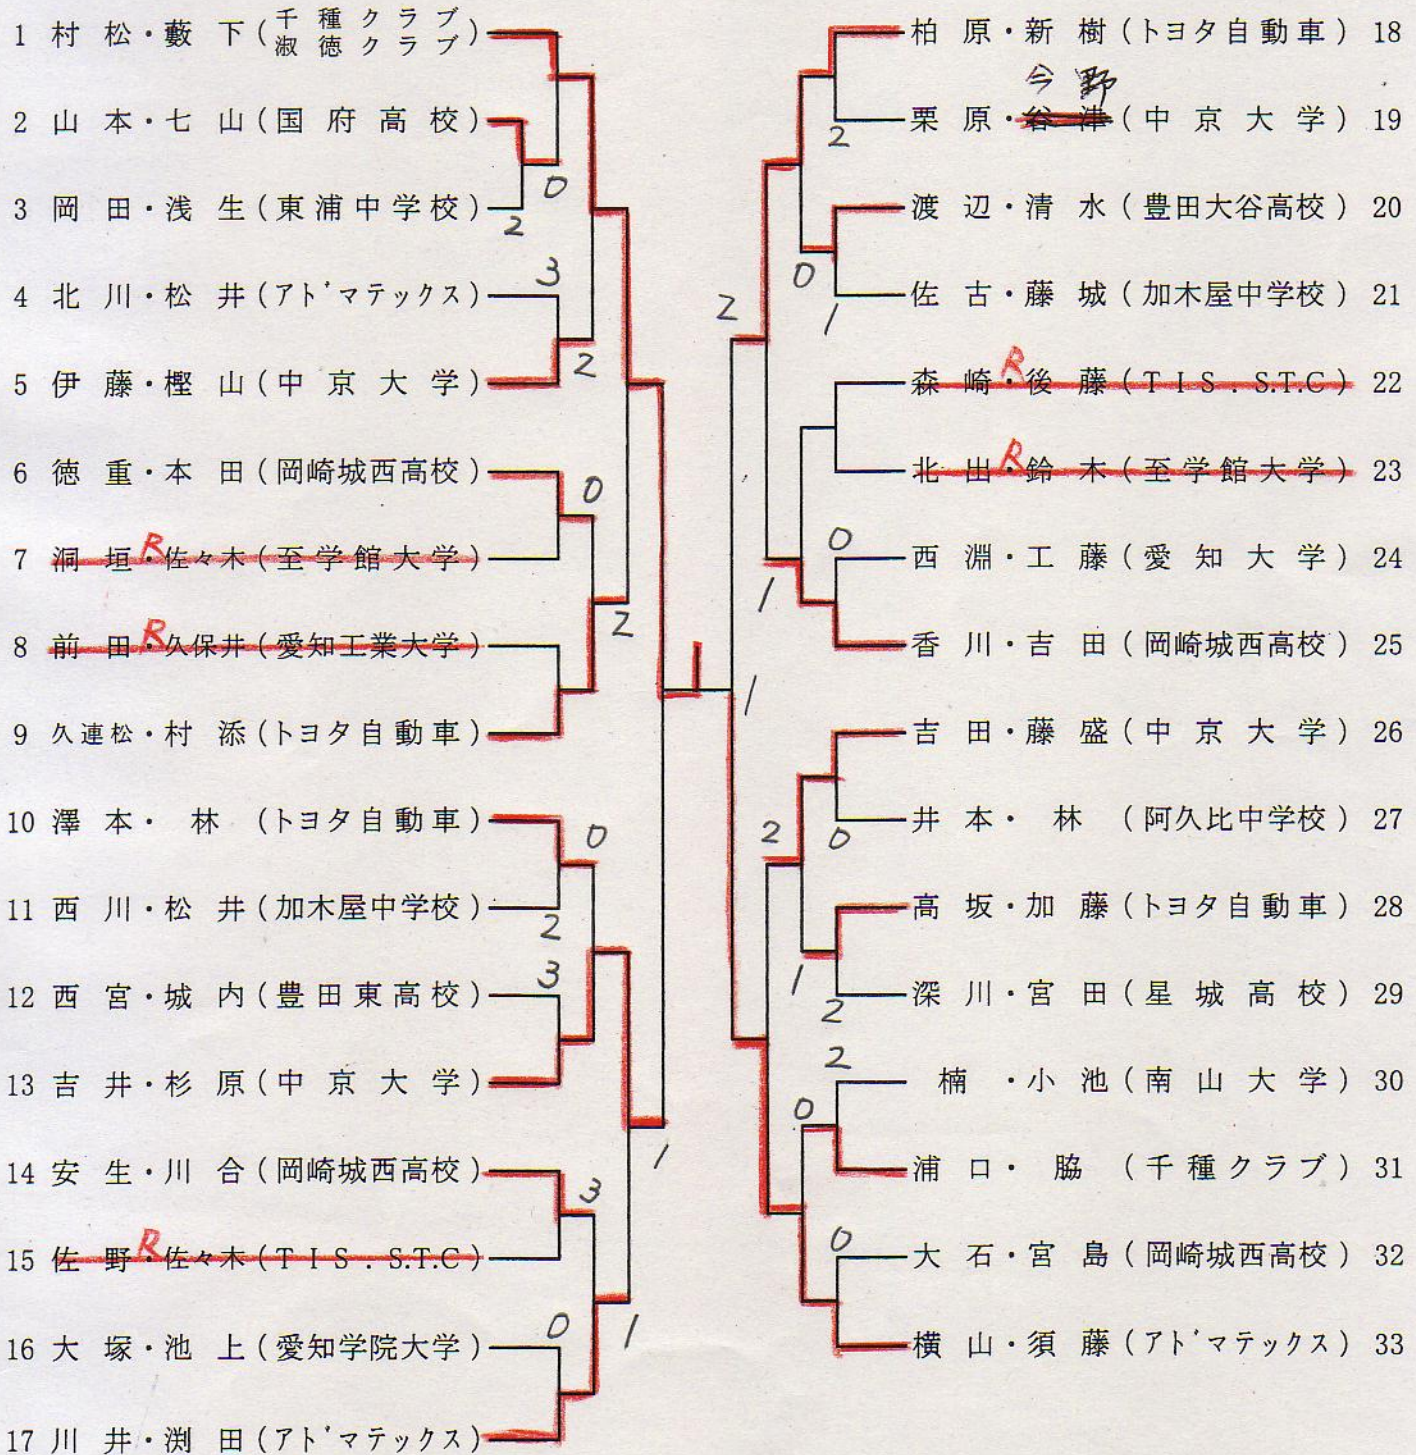 1 村松・藪下(千種クラブ 淑徳クラブ)
2 山本・七山(国府高校)
0
3 岡田・浅生(東浦中学校)
2
3
4 北川・松井(アド゙マテックス)
2
5 伊藤・樫山(中京大学)
6 徳重・本田(岡崎城西高校)
0
7 洞垣・佐々木(至学館大学)
R
2
8 前田・久保井(愛知工業大学)
R
9 久連松・村添(トヨタ自動車)
10 澤本・林(トヨタ自動車)
0
11 西川・松井(加木屋中学校)
2
3
12 西宮・城内(豊田東高校)
13 吉井・杉原(中京大学)
1
14 安生・川合(岡崎城西高校)
3
15 佐野・佐々木(TIS.S.T.C)
R
0
1
16 大塚・池上(愛知学院大学)
17 川井・渕田(アド゙マテックス)
柏原・新樹(トヨタ自動車) 18
今野
栗原・谷津(中京大学) 19
2
渡辺・清水(豊田大谷高校) 20
0
佐古・藤城(加木屋中学校) 21
1
2
森崎・後藤(TIS.S.T.C) 22
R
北出・鈴木(至学館大学) 23
R
0
西淵・工藤(愛知大学) 24
1
香川・吉田(岡崎城西高校) 25
1
吉田・藤盛(中京大学) 26
井本・林(阿久比中学校) 27
2
0
高坂・加藤(トヨタ自動車) 28
1
深川・宮田(星城高校) 29
2
2
楠・小池(南山大学) 30
0
浦口・脇(千種クラブ) 31
0
大石・宮島(岡崎城西高校) 32
横山・須藤(アド゙マテックス) 33